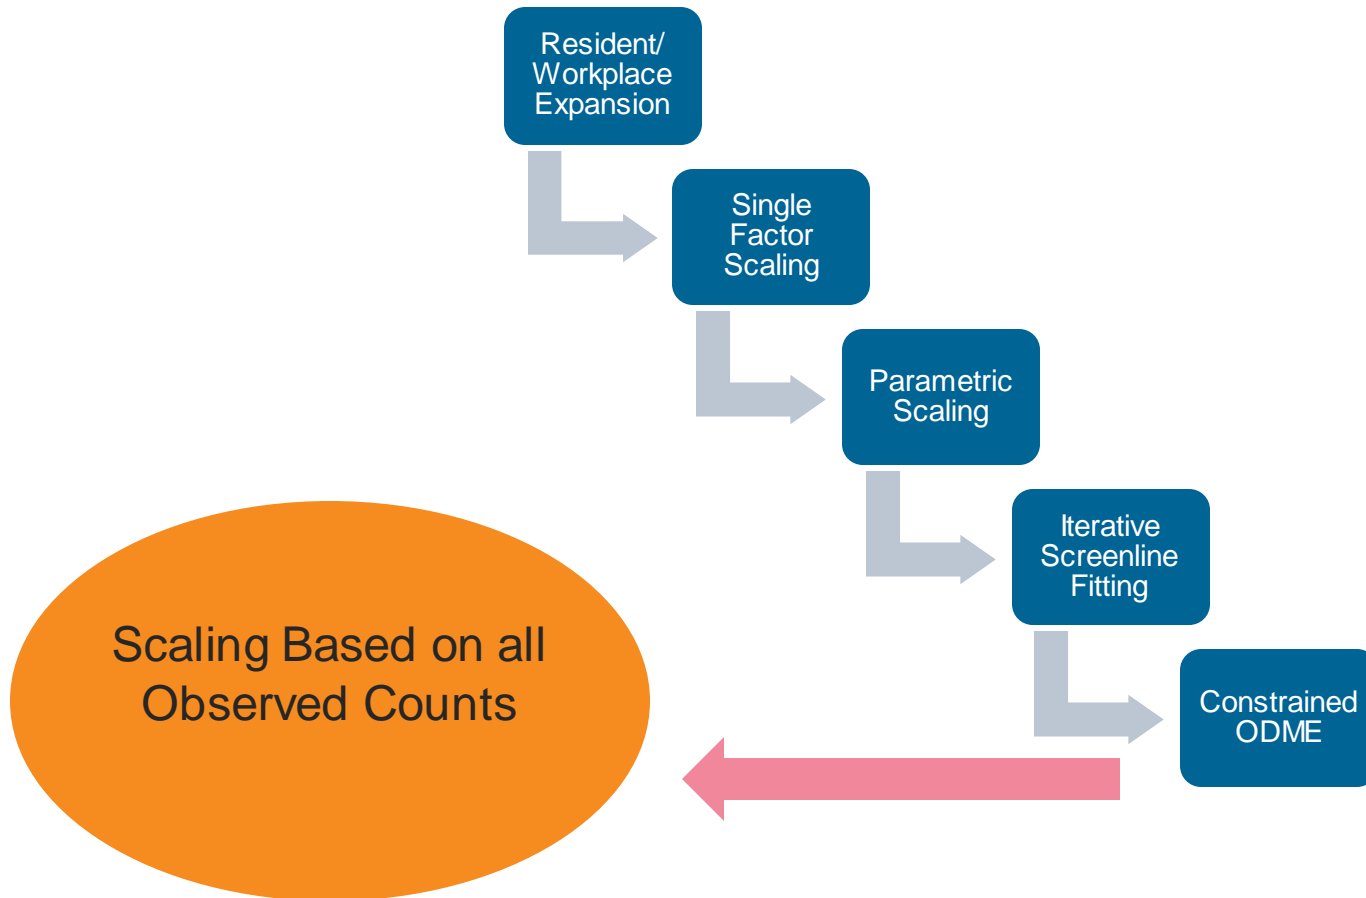 Resident/
Workplace
Expansion
Single
Factor
Scaling
Parametric
Scaling
Iterative
Screenline
Fitting
Scaling Based on all
Observed Counts
Constrained
ODME